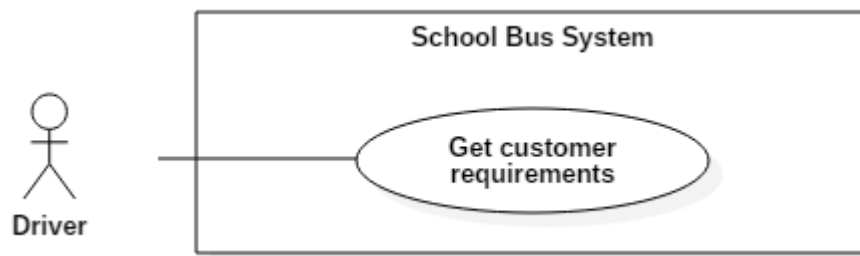 School Bus System
Get customer
requirements
Driver